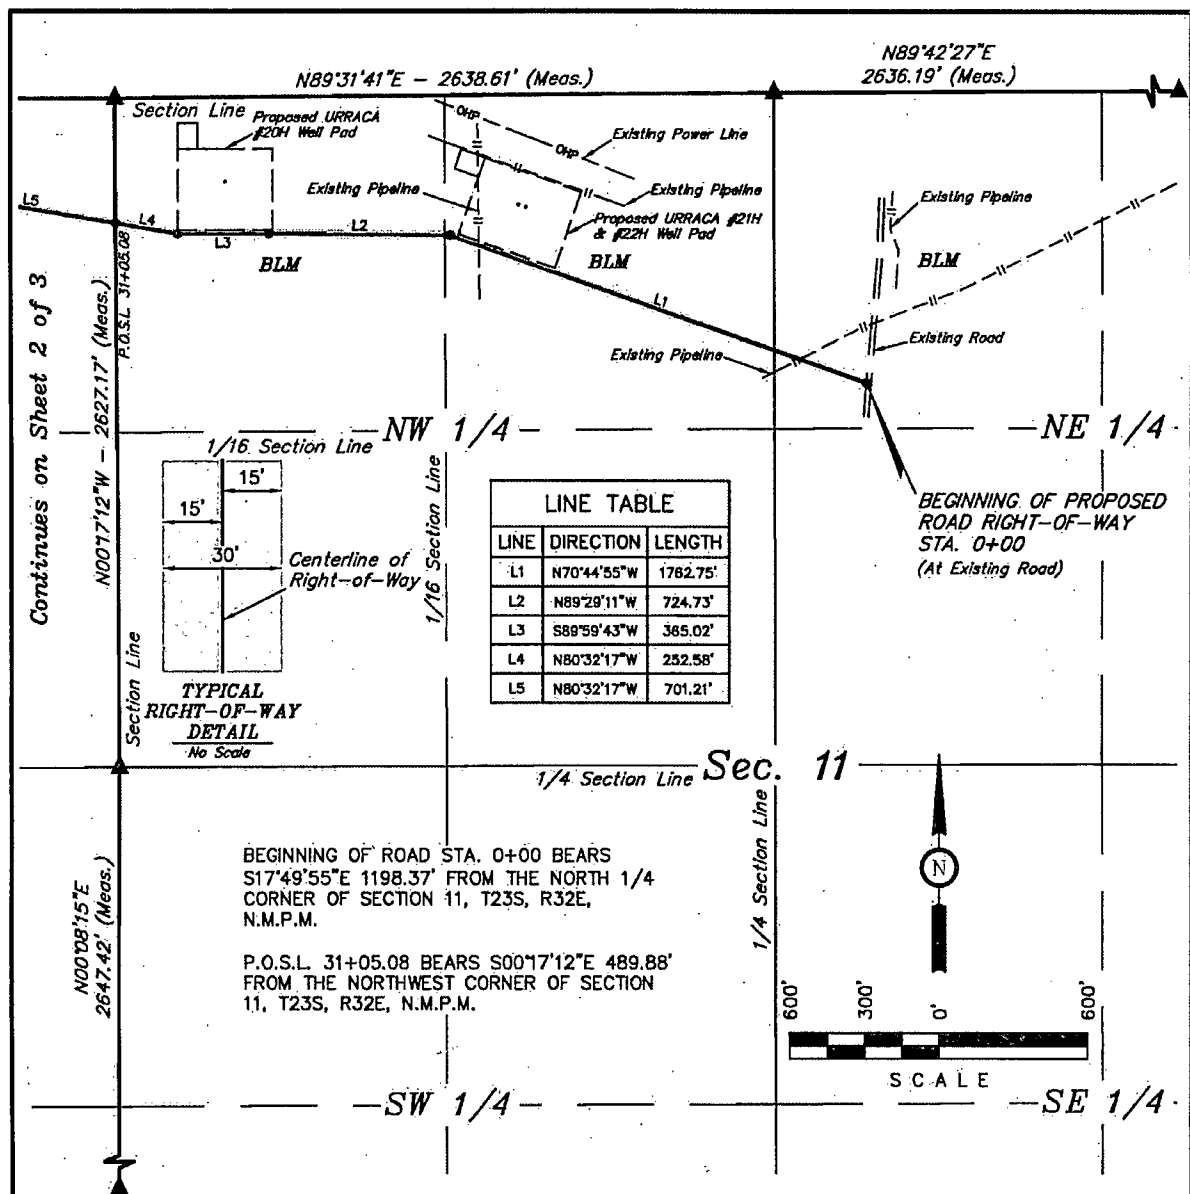 N89°42'27"E
2636.19' (Meas.)
N89°31'41"E – 2638.61' (Meas.)
Section Line
Proposed URRACA
#20H Well Pad
OHP
OHP
Existing Power Line
Existing Pipeline
Existing Pipeline
Existing Pipeline
Proposed URRACA #21H
& #22H Well Pad
L5
L4
L3
L2
BLM
BLM
BLM
L1
P.O.S.L. 31+05.08
Continues on Sheet 2 of 3
N00°17'12"W – 2627.17' (Meas.)
Existing Pipeline
Existing Road
NW 1/4
NE 1/4
1/16 Section Line
1/16 Section Line
15'
15'
30'
Centerline of
Right-of-Way
TYPICAL
RIGHT-OF-WAY
DETAIL
No Scale
Section Line
LINE TABLE
LINE DIRECTION LENGTH
L1 N70°44'55"W 1762.75'
L2 N89°29'11"W 724.73'
L3 S89°59'43"W 365.02'
L4 N80°32'17"W 252.58'
L5 N80°32'17"W 701.21'
BEGINNING OF PROPOSED
ROAD RIGHT-OF-WAY
STA. 0+00
(At Existing Road)
1/4 Section Line
Sec. 11
1/4 Section Line
N00°08'15"E
2647.42' (Meas.)
BEGINNING OF ROAD STA. 0+00 BEARS
S17°49'55"E 1198.37' FROM THE NORTH 1/4
CORNER OF SECTION 11, T23S, R32E,
N.M.P.M.
P.O.S.L. 31+05.08 BEARS S00°17'12"E 489.88'
FROM THE NORTHWEST CORNER OF SECTION
11, T23S, R32E, N.M.P.M.
N
600'
300'
0'
600'
SCALE
SW 1/4
SE 1/4